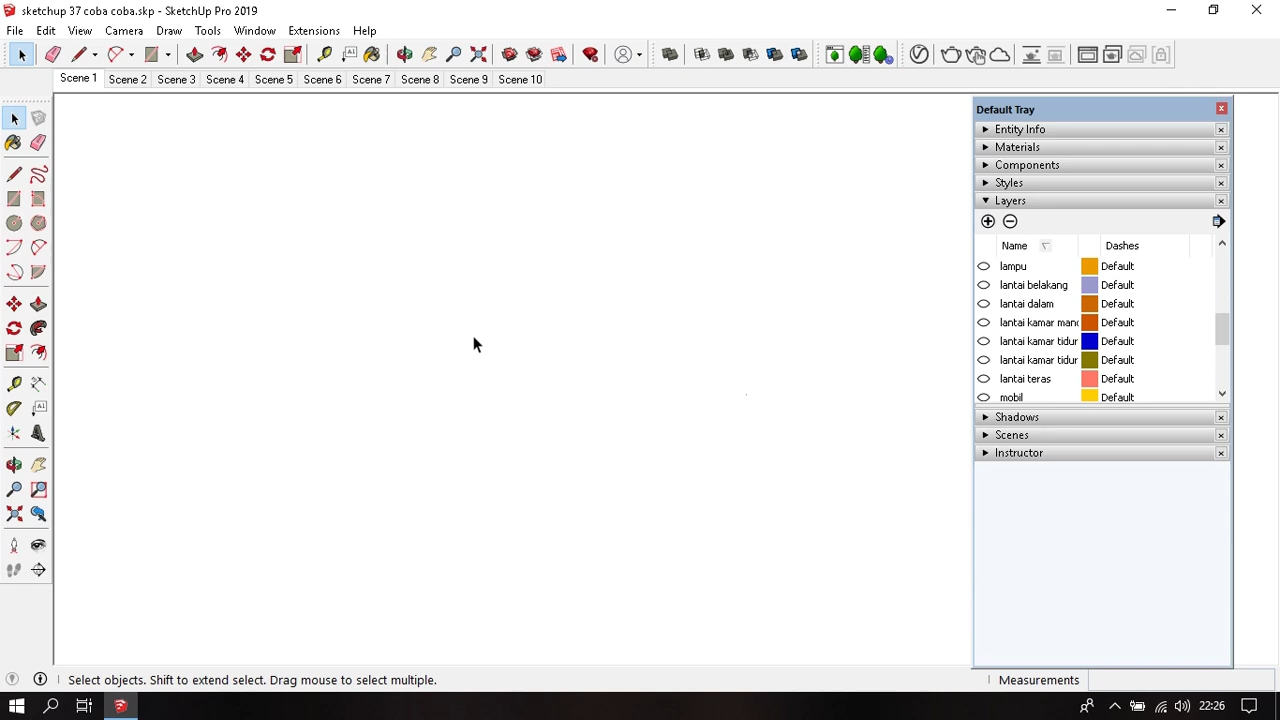 sketchup 37 coba coba.skp - SketchUp Pro 2019
File Edit View Camera Draw Tools Window Extensions Help
Scene 1 Scene 2 Scene 3 Scene 4 Scene 5 Scene 6 Scene 7 Scene 8 Scene 9 Scene 10
Default Tray
Entity Info
Materials
Components
Styles
Layers
Name Dashes
lampu Default
lantai belakang Default
lantai dalam Default
lantai kamar Default
lantai kamar tidur Default
lantai kamar tidur Default
lantai teras Default
mobil Default
Shadows
Scenes
Instructor
Select objects. Shift to extend select. Drag mouse to select multiple.
Measurements
22:26